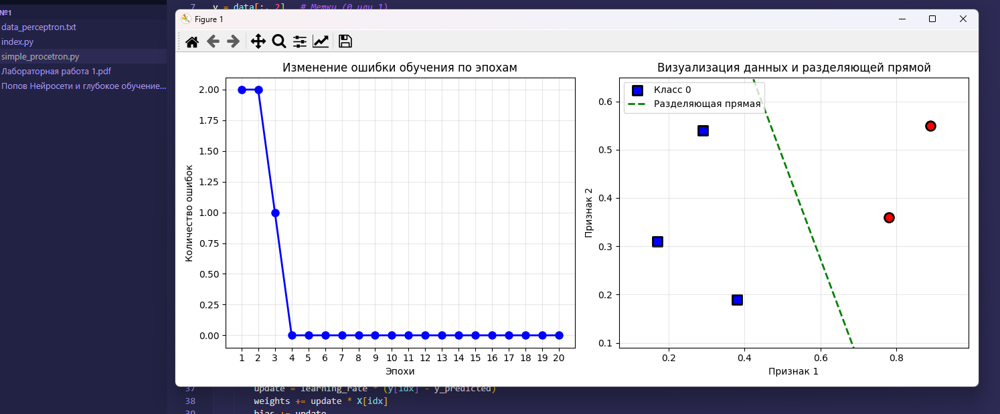 №1
data_perceptron.txt
index.py
simple_procetron.py
Лабораторная работа 1.pdf
Попов Нейросети и глубокое обучение...
7 y = data[:, 2] # Метки (0 или 1)
Figure 1
Изменение ошибки обучения по эпохам
Количество ошибок
2.00
1.75
1.50
1.25
1.00
0.75
0.50
0.25
0.00
1 2 3 4 5 6 7 8 9 10 11 12 13 14 15 16 17 18 19 20
Эпохи
Визуализация данных и разделяющей прямой
Класс 0
Разделяющая прямая
Признак 2
0.6
0.5
0.4
0.3
0.2
0.1
0.2 0.4 0.6 0.8
Признак 1
37 update = learning_rate * (y[idx] - y_predicted)
38 weights += update * X[idx]
39 bias += update